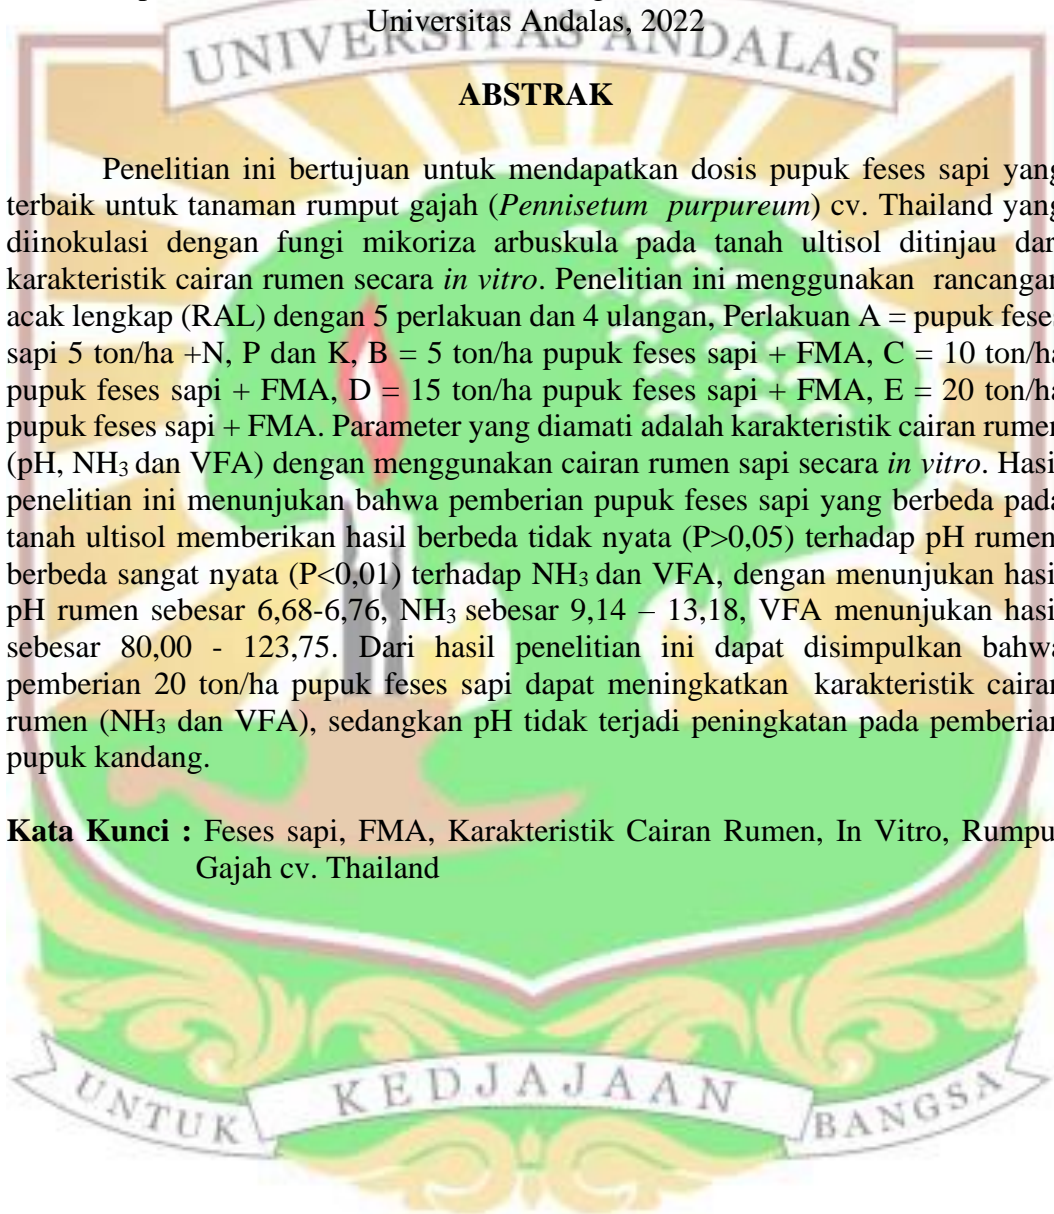 Universitas Andalas, 2022
UNIVERSITAS ANDALAS
ABSTRAK
Penelitian ini bertujuan untuk mendapatkan dosis pupuk feses sapi yang
terbaik untuk tanaman rumput gajah (Pennisetum purpureum) cv. Thailand yang
diinokulasi dengan fungi mikoriza arbuskula pada tanah ultisol ditinjau dari
karakteristik cairan rumen secara in vitro. Penelitian ini menggunakan rancangan
acak lengkap (RAL) dengan 5 perlakuan dan 4 ulangan, Perlakuan A = pupuk feses
sapi 5 ton/ha +N, P dan K, B = 5 ton/ha pupuk feses sapi + FMA, C = 10 ton/ha
pupuk feses sapi + FMA, D = 15 ton/ha pupuk feses sapi + FMA, E = 20 ton/ha
pupuk feses sapi + FMA. Parameter yang diamati adalah karakteristik cairan rumen
(pH, NH₃ dan VFA) dengan menggunakan cairan rumen sapi secara in vitro. Hasil
penelitian ini menunjukan bahwa pemberian pupuk feses sapi yang berbeda pada
tanah ultisol memberikan hasil berbeda tidak nyata (P>0,05) terhadap pH rumen
berbeda sangat nyata (P<0,01) terhadap NH₃ dan VFA, dengan menunjukan hasil
pH rumen sebesar 6,68-6,76, NH₃ sebesar 9,14 – 13,18, VFA menunjukan hasil
sebesar 80,00 - 123,75. Dari hasil penelitian ini dapat disimpulkan bahwa
pemberian 20 ton/ha pupuk feses sapi dapat meningkatkan karakteristik cairan
rumen (NH₃ dan VFA), sedangkan pH tidak terjadi peningkatan pada pemberian
pupuk kandang.
Kata Kunci : Feses sapi, FMA, Karakteristik Cairan Rumen, In Vitro, Rumput
Gajah cv. Thailand
UNTUK KEDJAJAAN BANGSA